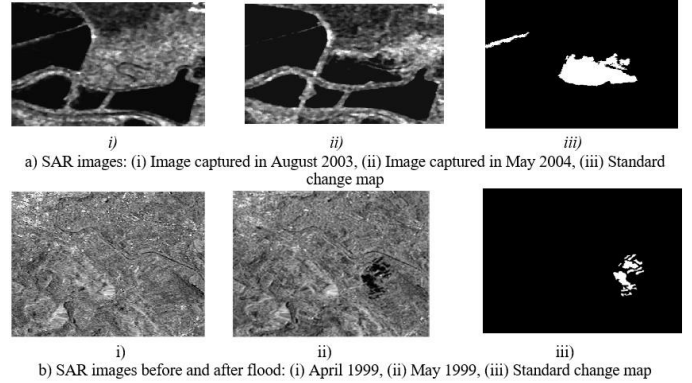 i) ii) iii)
a) SAR images: (i) Image captured in August 2003, (ii) Image captured in May 2004, (iii) Standard
change map
i) ii) iii)
b) SAR images before and after flood: (i) April 1999, (ii) May 1999, (iii) Standard change map